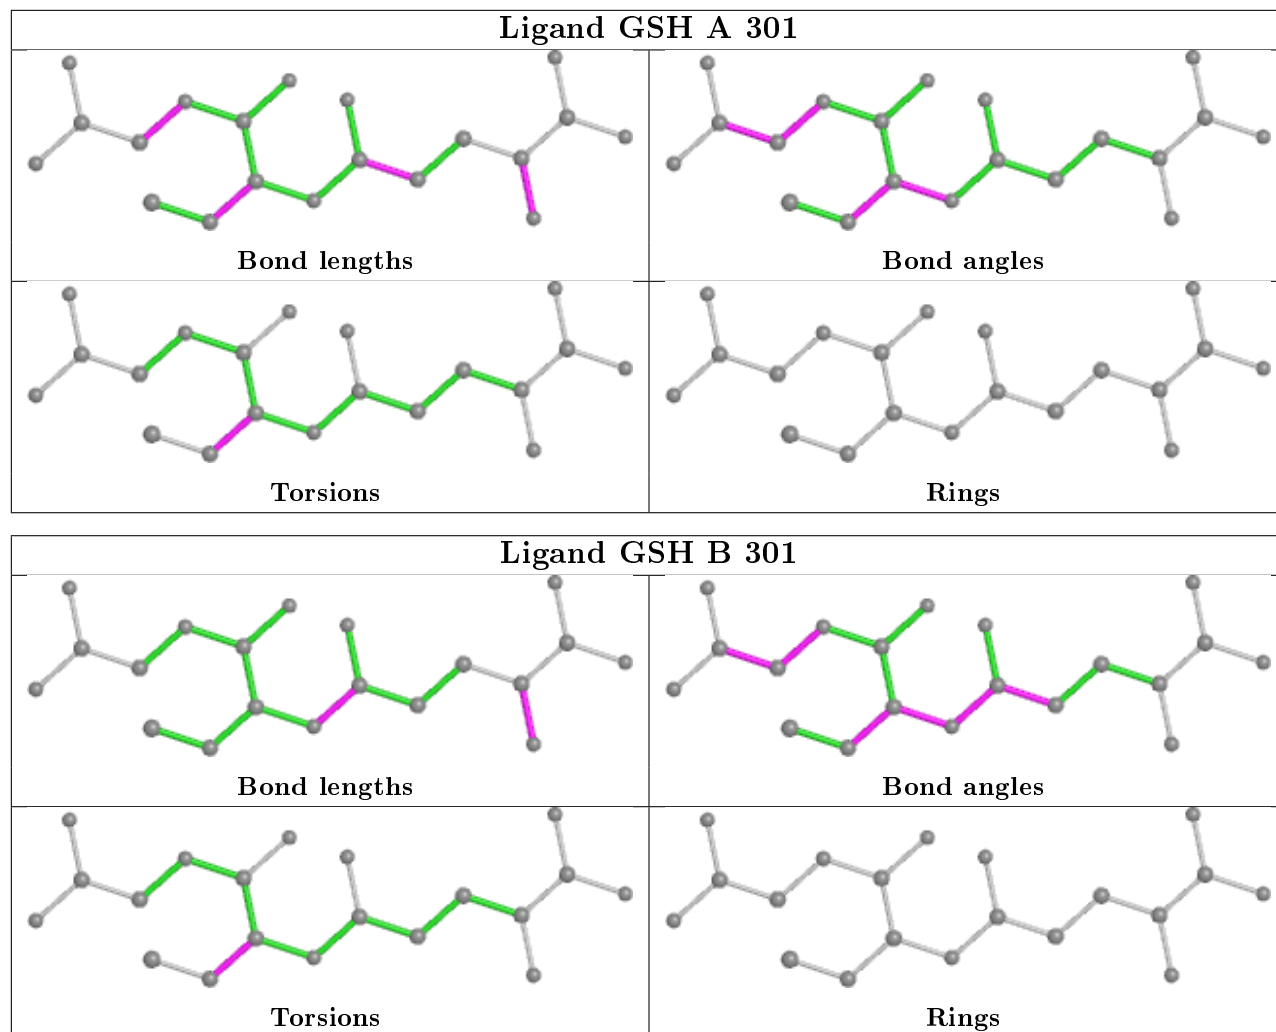 Ligand GSH A 301
Bond lengths
Bond angles
Torsions
Rings
Ligand GSH B 301
Bond lengths
Bond angles
Torsions
Rings